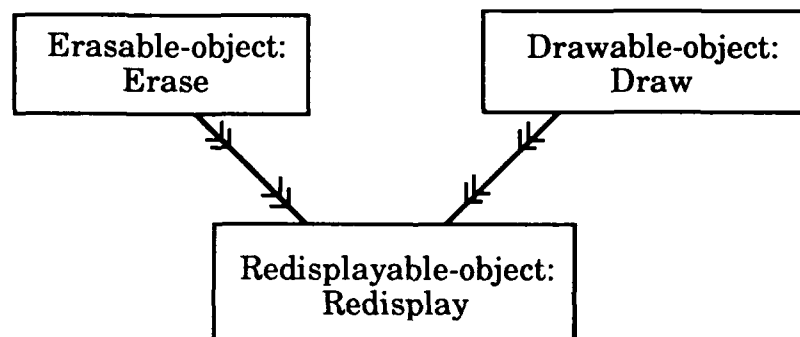 Erasable-object:
Erase
Drawable-object:
Draw
Redisplayable-object:
Redisplay